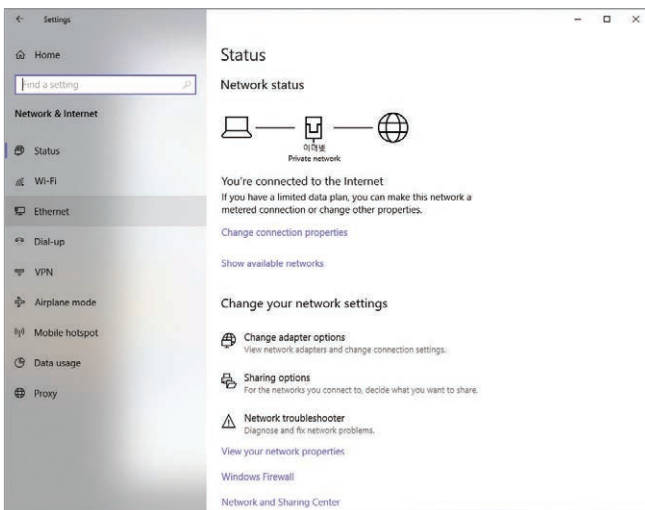 Settings
Home
Find a setting
Network & Internet
Status
Wi-Fi
Ethernet
Dial-up
VPN
Airplane mode
Mobile hotspot
Data usage
Proxy
Status
Network status
이더넷
Private network
You're connected to the Internet
If you have a limited data plan, you can make this network a
metered connection or change other properties.
Change connection properties
Show available networks
Change your network settings
Change adapter options
View network adapters and change connection settings.
Sharing options
For the networks you connect to, decide what you want to share.
Network troubleshooter
Diagnose and fix network problems.
View your network properties
Windows Firewall
Network and Sharing Center